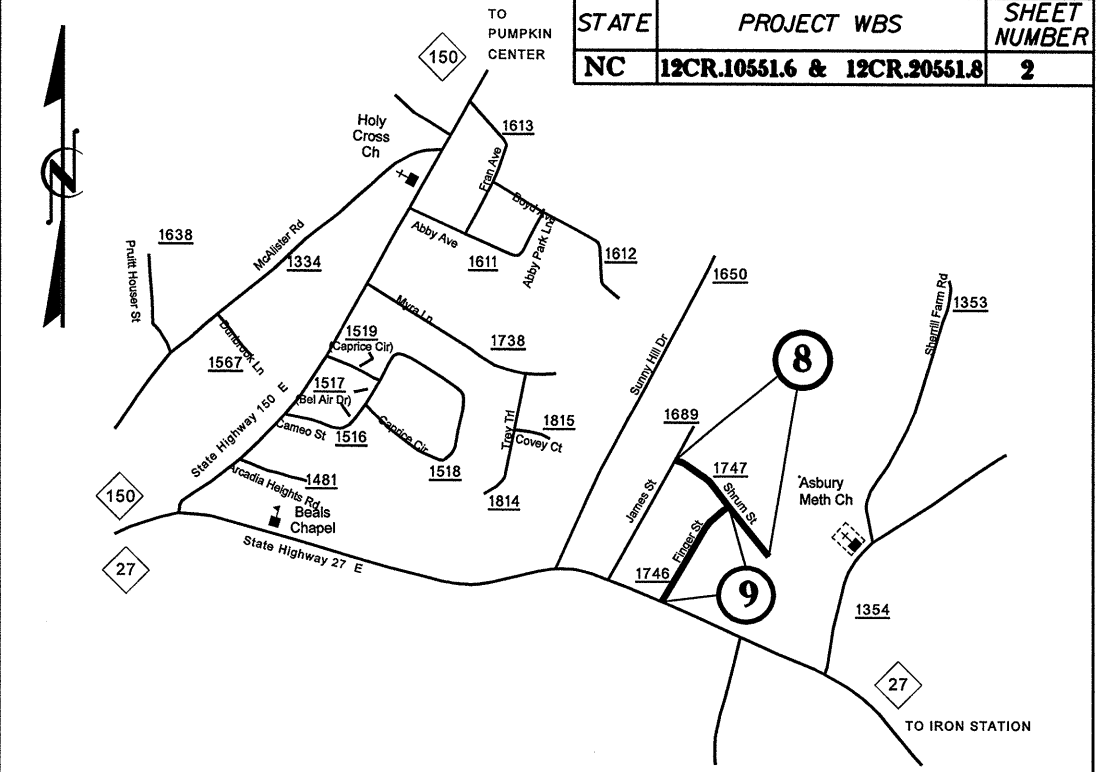 STATE PROJECT WBS SHEET NUMBER
NC 12CR.10551.6 & 12CR.20551.8 2
TO
PUMPKIN
CENTER
150
N
Holy
Cross
Ch
1613
Fran Ave
Boyd Ave
Abby Ave
Abby Park Ln
1611
1612
1638
Pruitt Houser St
McAlister Rd
1334
Dunbrook Ln
1567
Myra Ln
1738
1519
(Caprice Cir)
1517
(Bel Air Dr)
Cameo St
1516
Caprice Cir
1518
State Highway 150 E
Arcadia Heights Rd
1481
Beals
Chapel
150
27
State Highway 27 E
Trey Trl
1815
Covey Ct
1814
1650
Sunny Hill Dr
1689
James St
8
1747
Shrum St
Finger St
1746
9
Sherrill Farm Rd
1353
Asbury
Meth Ch
1354
27
TO IRON STATION